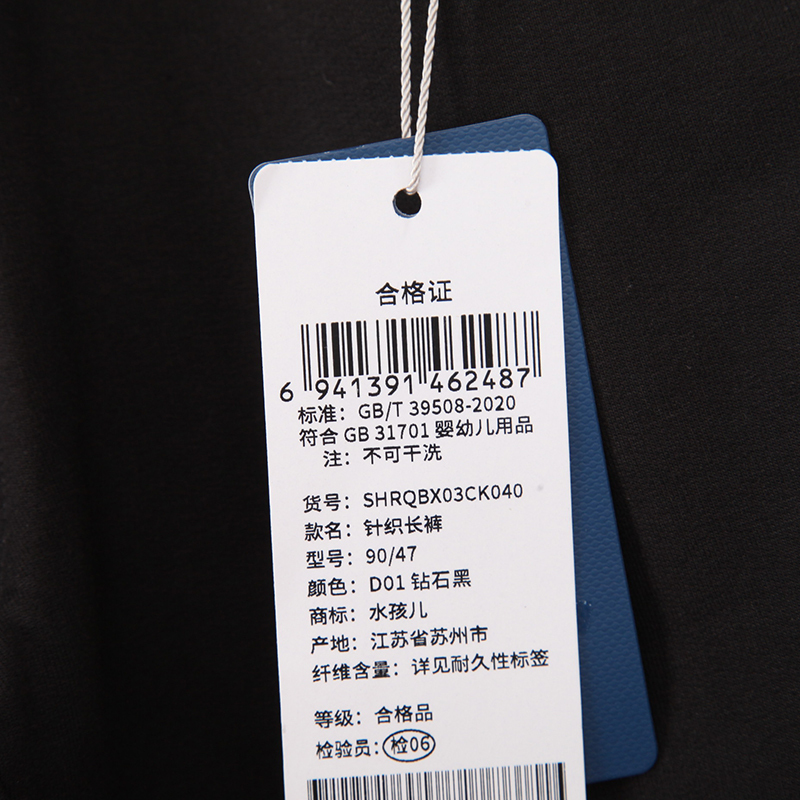 合格证
6 941391 462487
标准：GB/T 39508-2020
符合 GB 31701 婴幼儿用品
注：不可干洗
货号：SHRQBX03CK040
款名：针织长裤
型号：90/47
颜色：D01 钻石黑
商标：水孩儿
产地：江苏省苏州市
纤维含量：详见耐久性标签
等级：合格品
检验员：检06